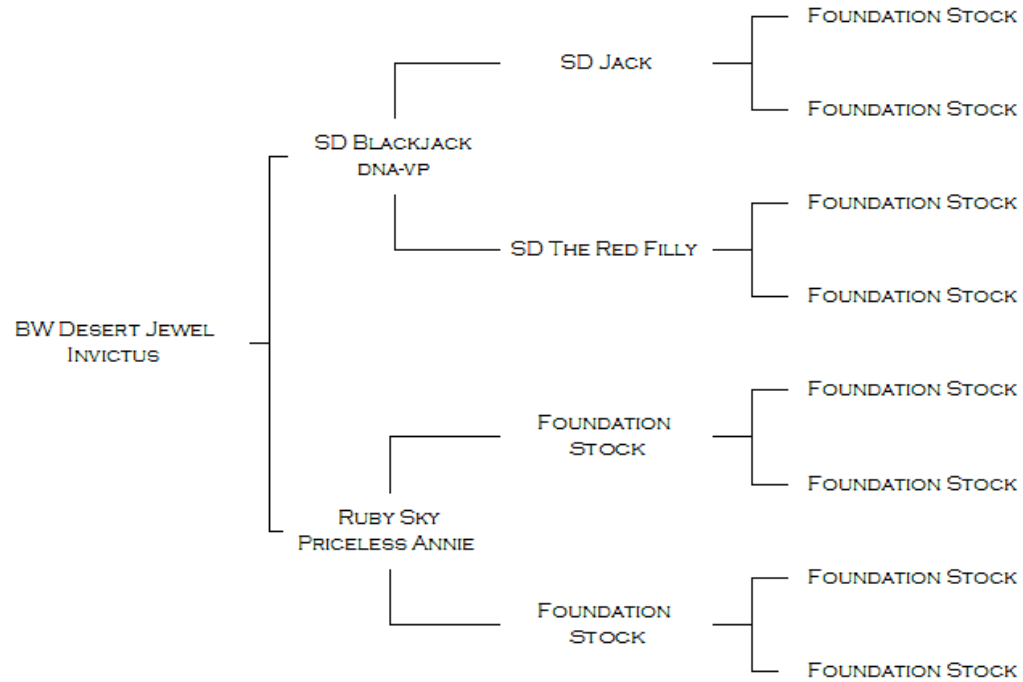 Foundation Stock
SD Jack
Foundation Stock
SD Blackjack
DNA-VP
Foundation Stock
SD The Red Filly
Foundation Stock
BW Desert Jewel
Invictus
Foundation Stock
Foundation
Stock
Foundation Stock
Ruby Sky
Priceless Annie
Foundation Stock
Foundation
Stock
Foundation Stock